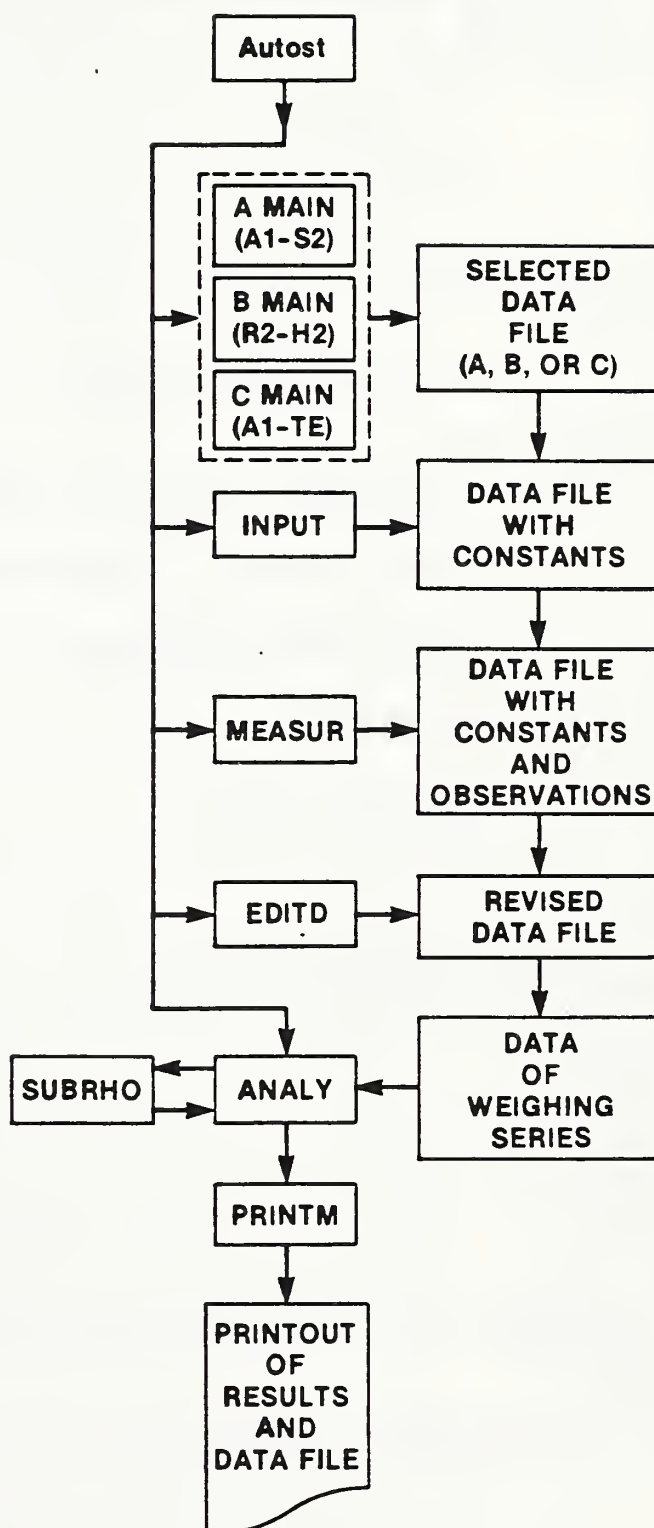 Autost
A MAIN
(A1-S2)
B MAIN
(R2-H2)
C MAIN
(A1-TE)
SELECTED
DATA
FILE
(A, B, OR C)
INPUT
DATA FILE
WITH
CONSTANTS
MEASUR
DATA FILE
WITH
CONSTANTS
AND
OBSERVATIONS
EDITD
REVISED
DATA FILE
SUBRHO
ANALY
DATA
OF
WEIGHING
SERIES
PRINTM
PRINTOUT
OF
RESULTS
AND
DATA FILE